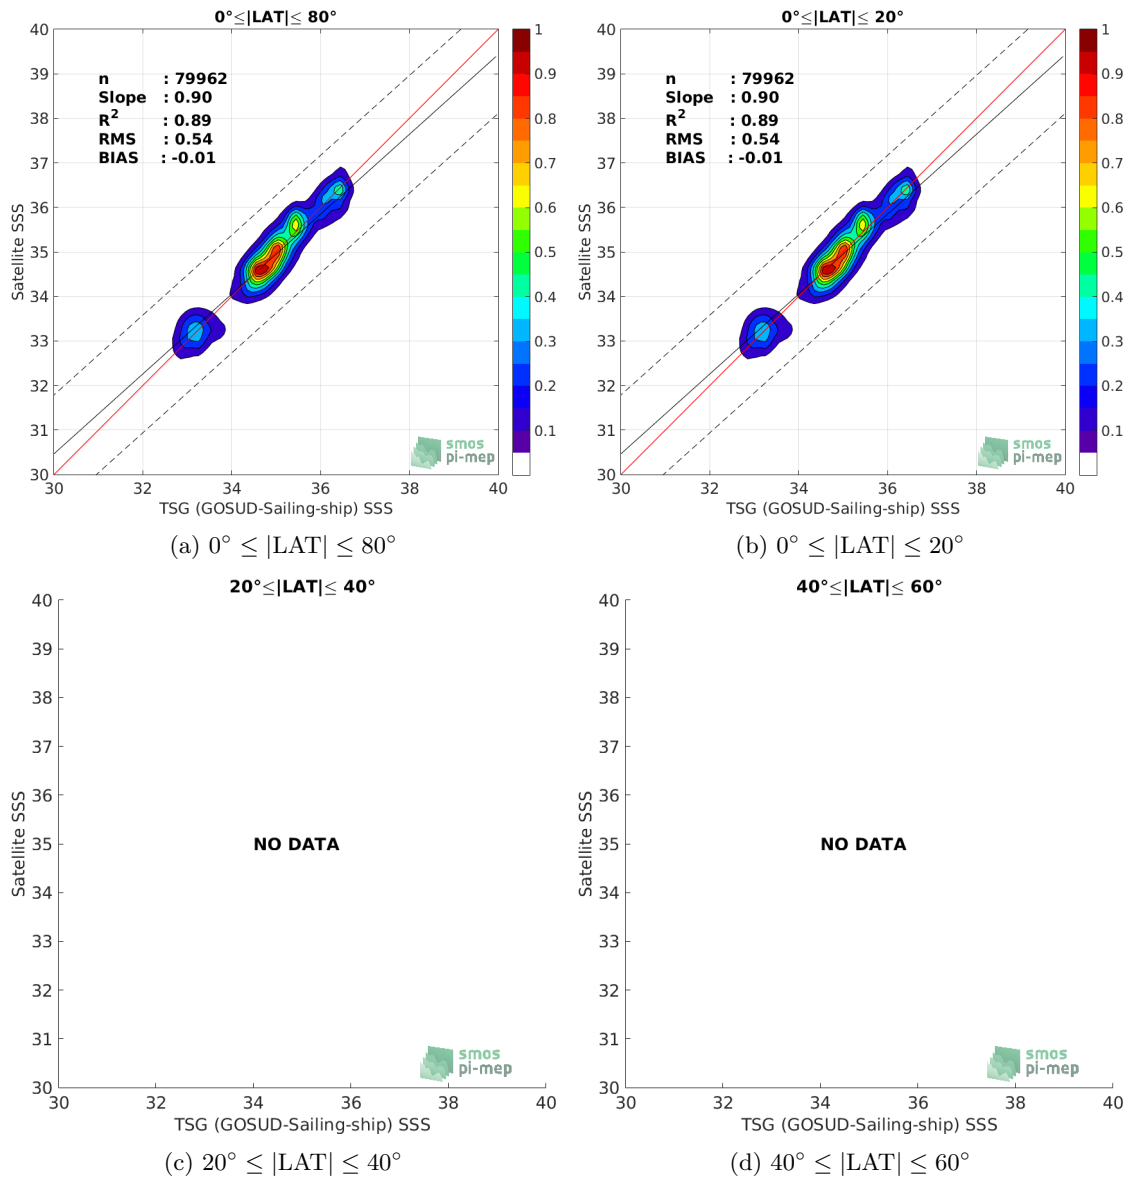 0°≤|LAT|≤ 80°
40
39
38
37
36
35
34
33
32
31
30
Satellite SSS
n : 79962
Slope : 0.90
R2 : 0.89
RMS : 0.54
BIAS : -0.01
smos
pi-mep
30 32 34 36 38 40
TSG (GOSUD-Sailing-ship) SSS
1
0.9
0.8
0.7
0.6
0.5
0.4
0.3
0.2
0.1
(a) 0° ≤ |LAT| ≤ 80°
0°≤|LAT|≤ 20°
40
39
38
37
36
35
34
33
32
31
30
Satellite SSS
n : 79962
Slope : 0.90
R2 : 0.89
RMS : 0.54
BIAS : -0.01
smos
pi-mep
30 32 34 36 38 40
TSG (GOSUD-Sailing-ship) SSS
1
0.9
0.8
0.7
0.6
0.5
0.4
0.3
0.2
0.1
(b) 0° ≤ |LAT| ≤ 20°
20°≤|LAT|≤ 40°
40
39
38
37
36
35
34
33
32
31
30
Satellite SSS
NO DATA
smos
pi-mep
30 32 34 36 38 40
TSG (GOSUD-Sailing-ship) SSS
(c) 20° ≤ |LAT| ≤ 40°
40°≤|LAT|≤ 60°
40
39
38
37
36
35
34
33
32
31
30
Satellite SSS
NO DATA
smos
pi-mep
30 32 34 36 38 40
TSG (GOSUD-Sailing-ship) SSS
(d) 40° ≤ |LAT| ≤ 60°